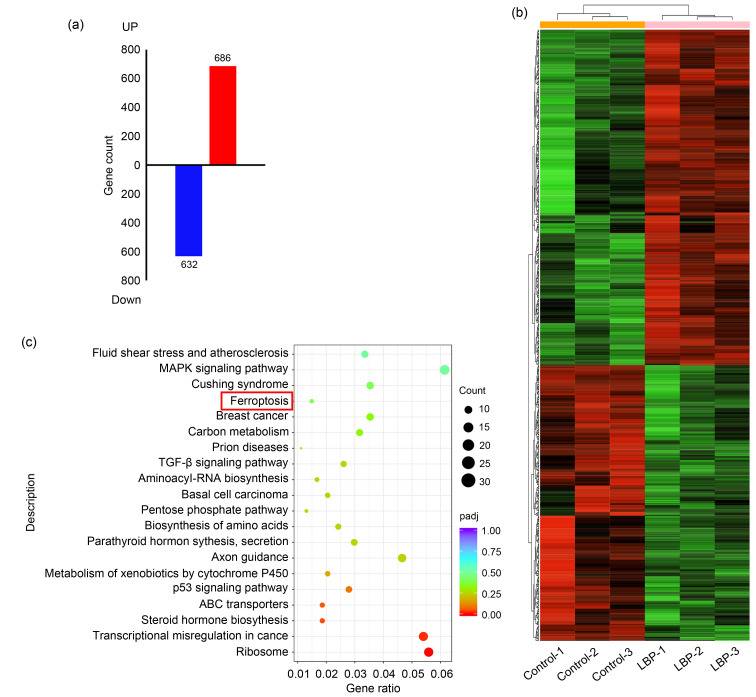 (a)
UP
800
686
600
400
200
Gene count
0
200
400
600
632
800
Down
(b)
Control-1
Control-2
Control-3
LBP-1
LBP-2
LBP-3
(c)
Description
Fluid shear stress and atherosclerosis
MAPK signaling pathway
Cushing syndrome
Ferroptosis
Breast cancer
Carbon metabolism
Prion diseases
TGF-β signaling pathway
Aminoacyl-RNA biosynthesis
Basal cell carcinoma
Pentose phosphate pathway
Biosynthesis of amino acids
Parathyroid hormon sythesis, secretion
Axon guidance
Metabolism of xenobiotics by cytochrome P450
p53 signaling pathway
ABC transporters
Steroid hormone biosythesis
Transcriptional misregulation in cance
Ribosome
0.01 0.02 0.03 0.04 0.05 0.06
Gene ratio
Count
10
15
20
25
30
padj
1.00
0.75
0.50
0.25
0.00